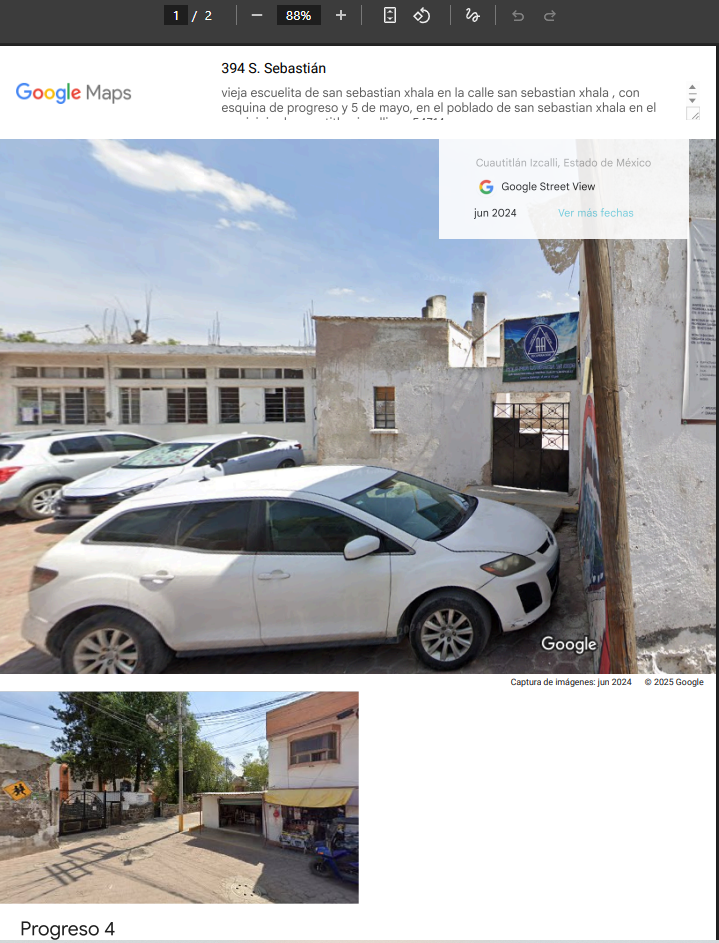 1 / 2
88%
Google Maps
394 S. Sebastián
vieja escuelita de san sebastian xhala en la calle san sebastian xhala , con
esquina de progreso y 5 de mayo, en el poblado de san sebastian xhala en el
Cuautitlán Izcalli, Estado de México
Google Street View
jun 2024
Ver más fechas
AA
Google
Captura de imágenes: jun 2024
© 2025 Google
Progreso 4